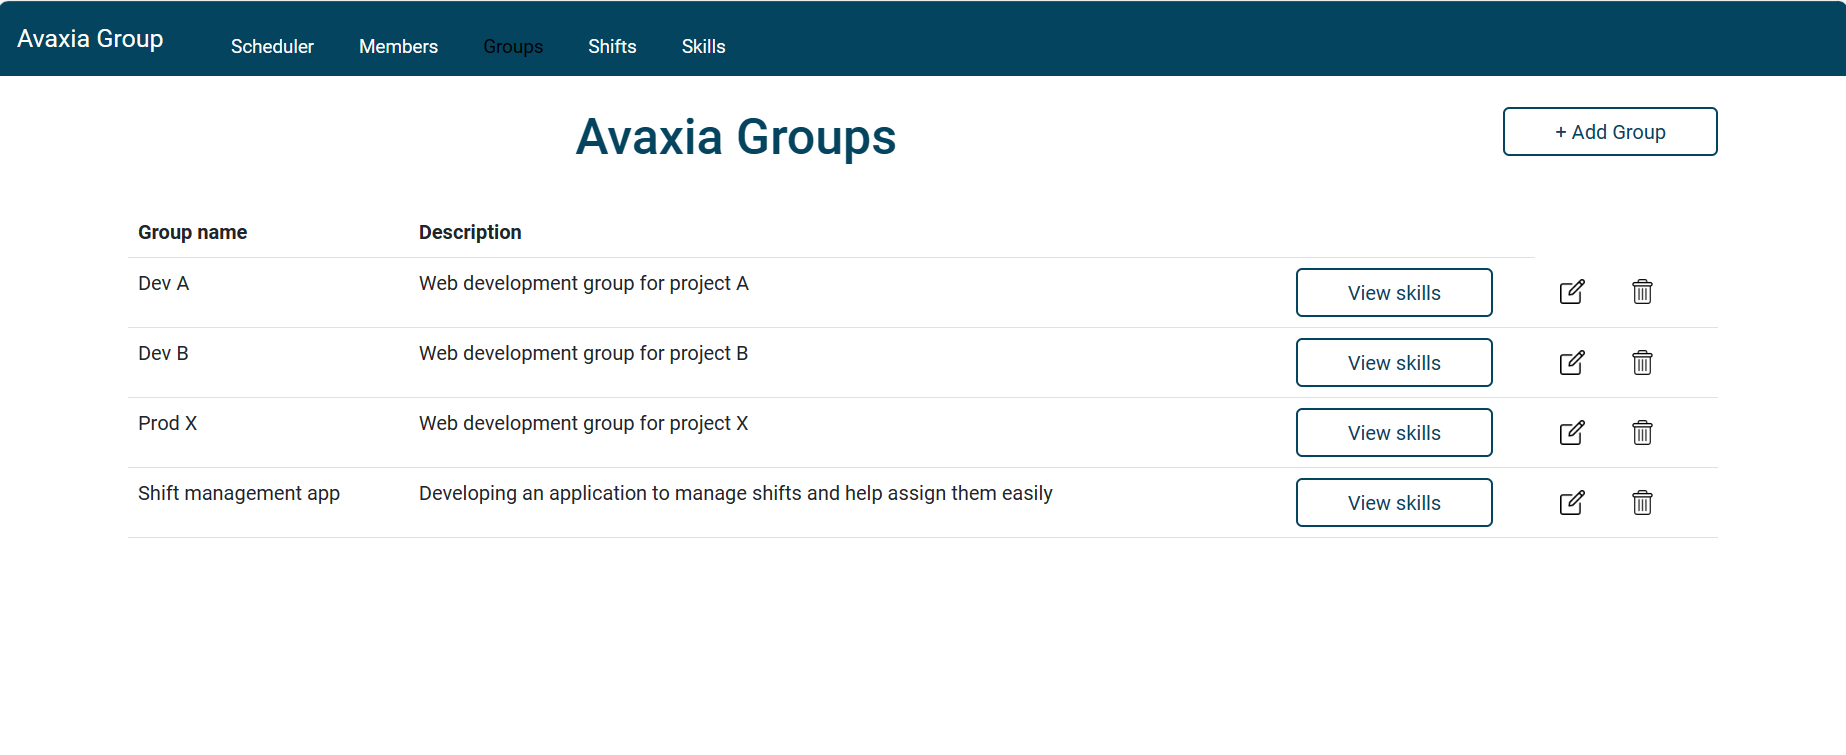 Avaxia Group Scheduler Members Groups Shifts Skills
Avaxia Groups
+ Add Group
Group name Description
Dev A Web development group for project A View skills
Dev B Web development group for project B View skills
Prod X Web development group for project X View skills
Shift management app Developing an application to manage shifts and help assign them easily View skills